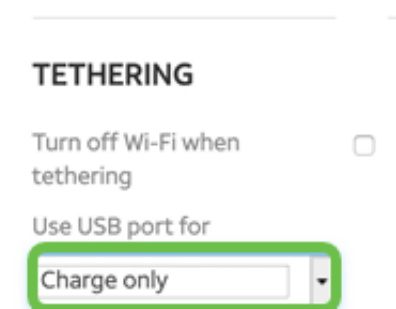 TETHERING
Turn off Wi-Fi when
tethering
Use USB port for
Charge only